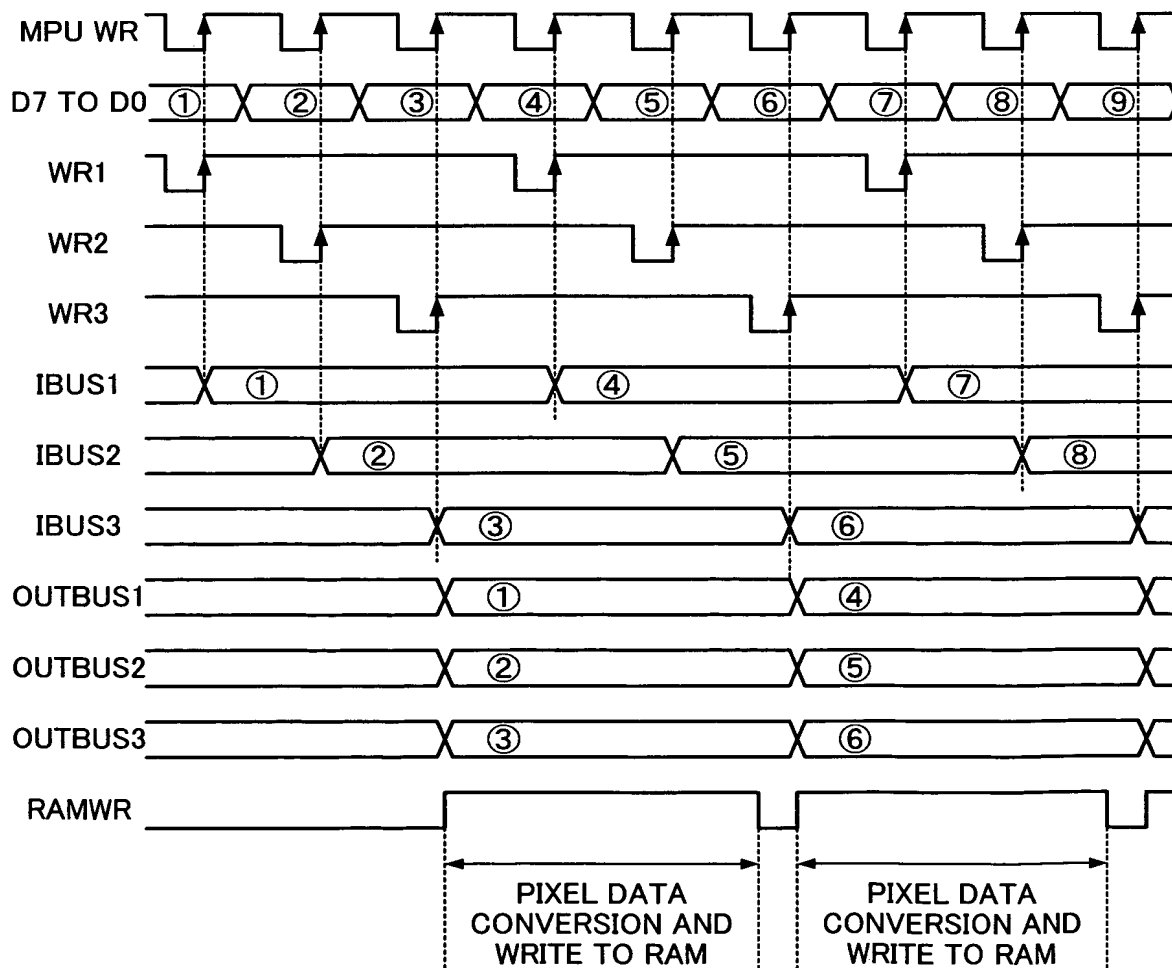 MPU WR
D7 TO D0 ① ② ③ ④ ⑤ ⑥ ⑦ ⑧ ⑨
WR1
WR2
WR3
IBUS1 ① ④ ⑦
IBUS2 ② ⑤ ⑧
IBUS3 ③ ⑥
OUTBUS1 ① ④
OUTBUS2 ② ⑤
OUTBUS3 ③ ⑥
RAMWR
PIXEL DATA
CONVERSION AND
WRITE TO RAM
PIXEL DATA
CONVERSION AND
WRITE TO RAM